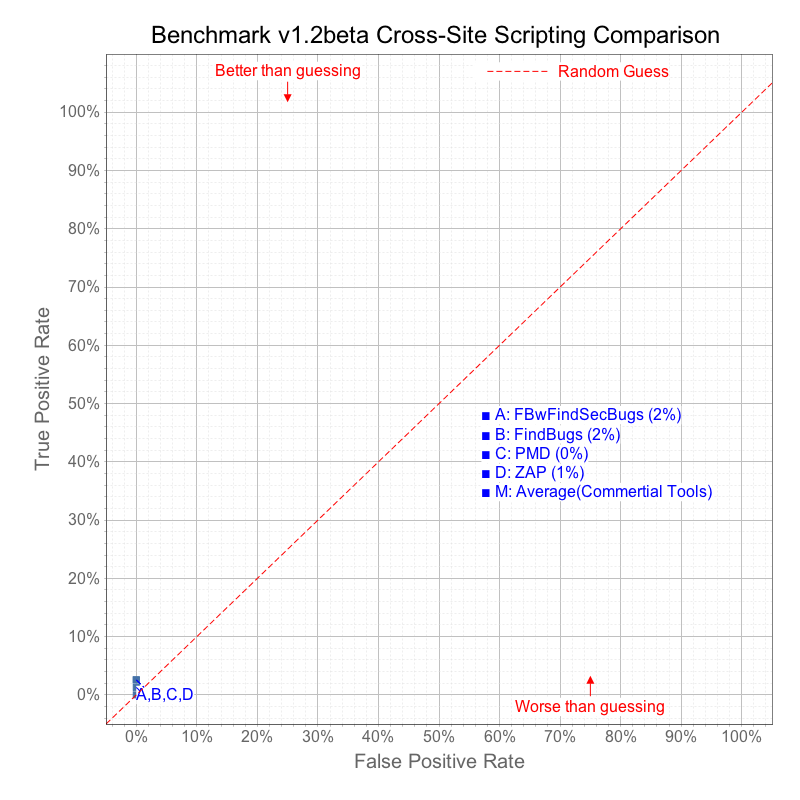 Benchmark v1.2beta Cross-Site Scripting Comparison
Better than guessing
Random Guess
100%
90%
80%
70%
60%
50%
40%
30%
20%
10%
0%
True Positive Rate
A: FBwFindSecBugs (2%)
B: FindBugs (2%)
C: PMD (0%)
D: ZAP (1%)
M: Average(Commertial Tools)
A,B,C,D
Worse than guessing
0% 10% 20% 30% 40% 50% 60% 70% 80% 90% 100%
False Positive Rate